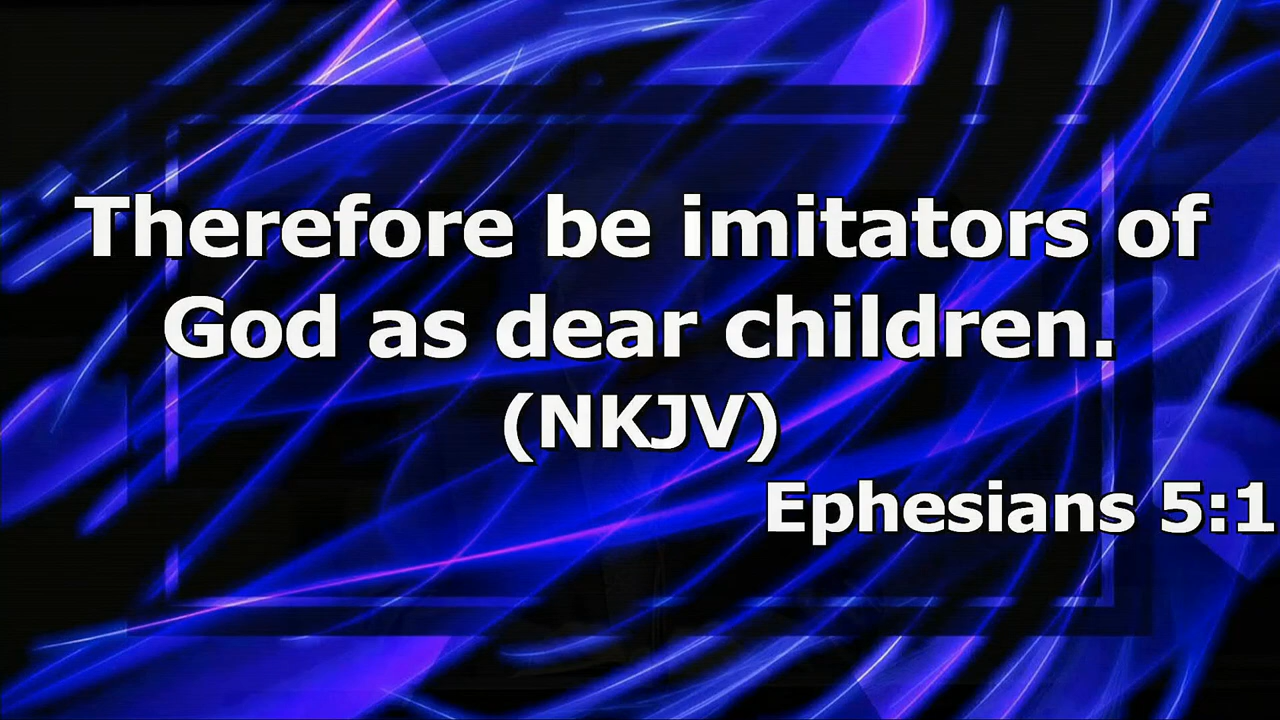 Therefore be imitators of
God as dear children.
(NKJV)
Ephesians 5:1